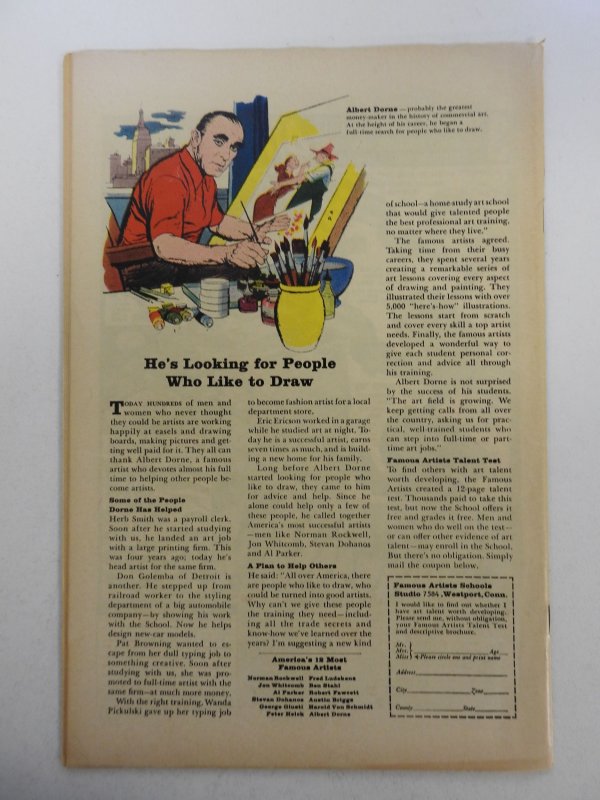 Albert Dorne — probably the greatest
money-maker in the history of commercial art.
At the height of his career, he began a
full-time search for people who like to draw.
He's Looking for People
Who Like to Draw
TODAY HUNDREDS of men and
women who never thought
they could be artists are working
happily at easels and drawing
boards, making pictures and get-
ting well paid for it. They all can
thank Albert Dorne, a famous
artist who devotes almost his full
time to helping other people be-
come artists.
Some of the People
Dorne Has Helped
Herb Smith was a payroll clerk.
Soon after he started studying
with us, he landed an art job
with a large printing firm. This
was four years ago; today he's
head artist for the same firm.
Don Golemba of Detroit is
another. He stepped up from
railroad worker to the styling
department of a big automobile
company—by showing his work
with the School. Now he helps
design new-car models.
Pat Browning wanted to es-
cape from her dull typing job to
something creative. Soon after
studying with us, she was pro-
moted to full-time artist with the
same firm—at much more money.
With the right training, Wanda
Pickulski gave up her typing job
to become fashion artist for a local
department store.
Eric Ericson worked in a garage
while he studied art at night. To-
day he is a successful artist, earns
seven times as much, and is build-
ing a new home for his family.
Long before Albert Dorne
started looking for people who
like to draw, they came to him
for advice and help. Since he
alone could help only a few of
these people, he called together
America's most successful artists
—men like Norman Rockwell,
Jon Whitcomb, Stevan Dohanos
and Al Parker.
A Plan to Help Others
He said: "All over America, there
are people who like to draw, who
could be turned into good artists.
Why can't we give these people
the training they need—includ-
ing all the trade secrets and
know-how we've learned over the
years? I'm suggesting a new kind
America's 12 Most
Famous Artists
Norman Rockwell Fred Ludekens
Jon Whitcomb Ben Stahl
Al Parker Robert Fawcett
Stevan Dohanos Austin Briggs
George Giusti Harold Von Schmidt
Peter Helck Albert Dorne
of school—a home study art school
that would give talented people
the best professional art training,
no matter where they live."
The famous artists agreed.
Taking time from their busy
careers, they spent several years
creating a remarkable series of
art lessons covering every aspect
of drawing and painting. They
illustrated their lessons with over
5,000 "here's-how" illustrations.
The lessons start from scratch
and cover every skill a top artist
needs. Finally, the famous artists
developed a wonderful way to
give each student personal cor-
rection and advice all through
his training.
Albert Dorne is not surprised
by the success of his students.
"The art field is growing. We
keep getting calls from all over
the country, asking us for prac-
tical, well-trained students who
can step into full-time or part-
time art jobs."
Famous Artists Talent Test
To find others with art talent
worth developing, the Famous
Artists created a 12-page talent
test. Thousands paid to take this
test, but now the School offers it
free and grades it free. Men and
women who do well on the test—
or can offer other evidence of art
talent—may enroll in the School.
But there's no obligation. Simply
mail the coupon below.
Famous Artists Schools
Studio 7384, Westport, Conn.
I would like to find out whether I
have art talent worth developing.
Please send me, without obligation,
your Famous Artists Talent Test
and descriptive brochure.
Mr.
Mrs. Age
Miss Please circle one and print name
Address
City Zone
County State